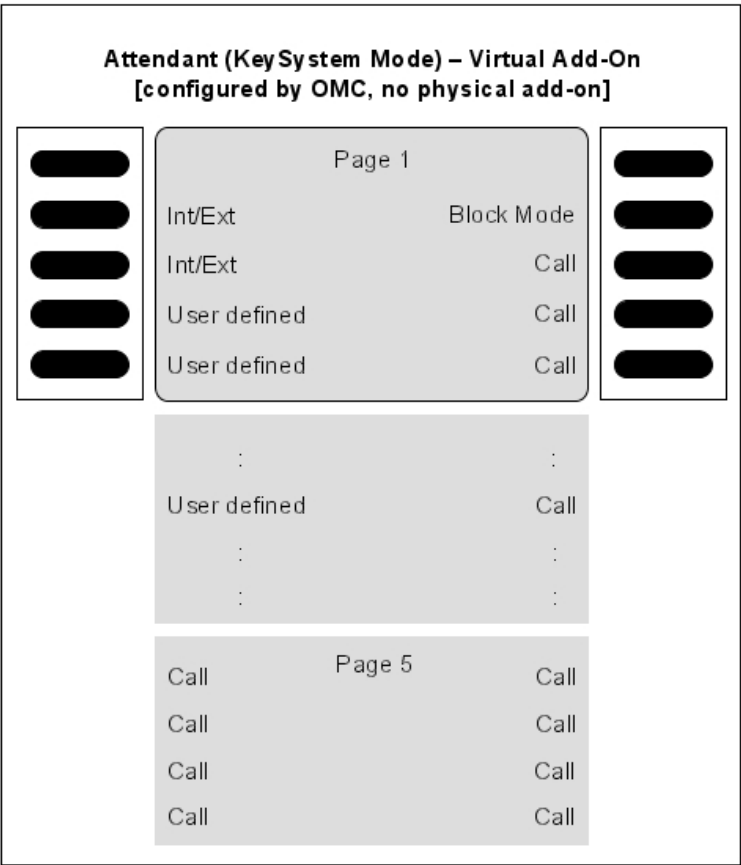 Attendant (KeySystem Mode) – Virtual Add-On
[configured by OMC, no physical add-on]
Page 1
Int/Ext Block Mode
Int/Ext Call
User defined Call
User defined Call
: :
User defined Call
: :
: :
Page 5
Call Call
Call Call
Call Call
Call Call